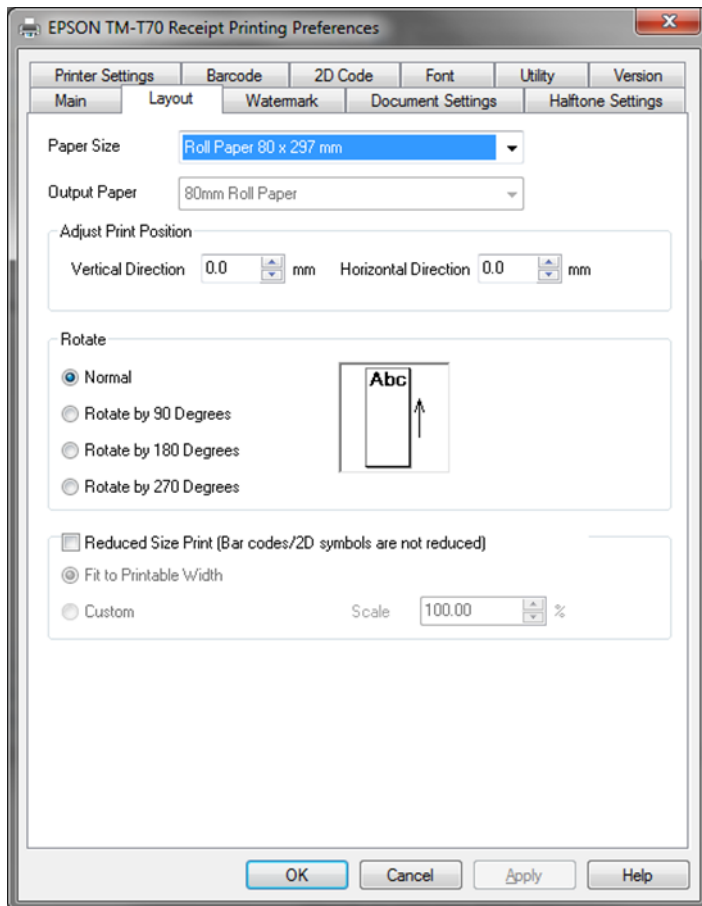 EPSON TM-T70 Receipt Printing Preferences
Printer Settings Barcode 2D Code Font Utility Version
Main Layout Watermark Document Settings Halftone Settings
Paper Size Roll Paper 80 x 297 mm
Output Paper 80mm Roll Paper
Adjust Print Position
Vertical Direction 0.0 mm Horizontal Direction 0.0 mm
Rotate
Normal
Abc
Rotate by 90 Degrees
Rotate by 180 Degrees
Rotate by 270 Degrees
Reduced Size Print (Bar codes/2D symbols are not reduced)
Fit to Printable Width
Custom Scale 100.00 %
OK Cancel Apply Help